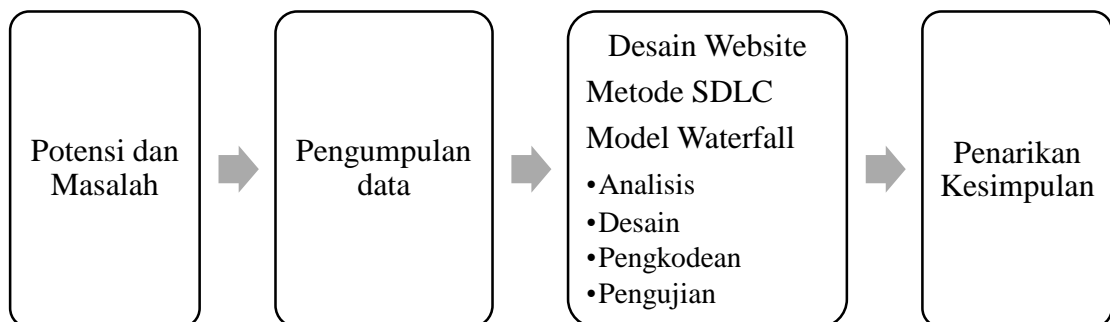 Potensi dan
Masalah
Pengumpulan
data
Desain Website
Metode SDLC
Model Waterfall
•Analisis
•Desain
•Pengkodean
•Pengujian
Penarikan
Kesimpulan